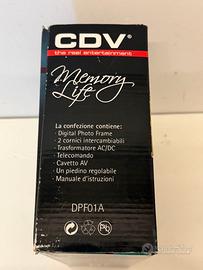 CDV®
the real entertainment
Memory
Life
La confezione contiene:
- Digital Photo Frame
- 2 cornici intercambiabili
- Trasformatore AC/DC
- Telecomando
- Cavetto AV
- Un piedino regolabile
- Manuale d'istruzioni
DPF01A
Pb